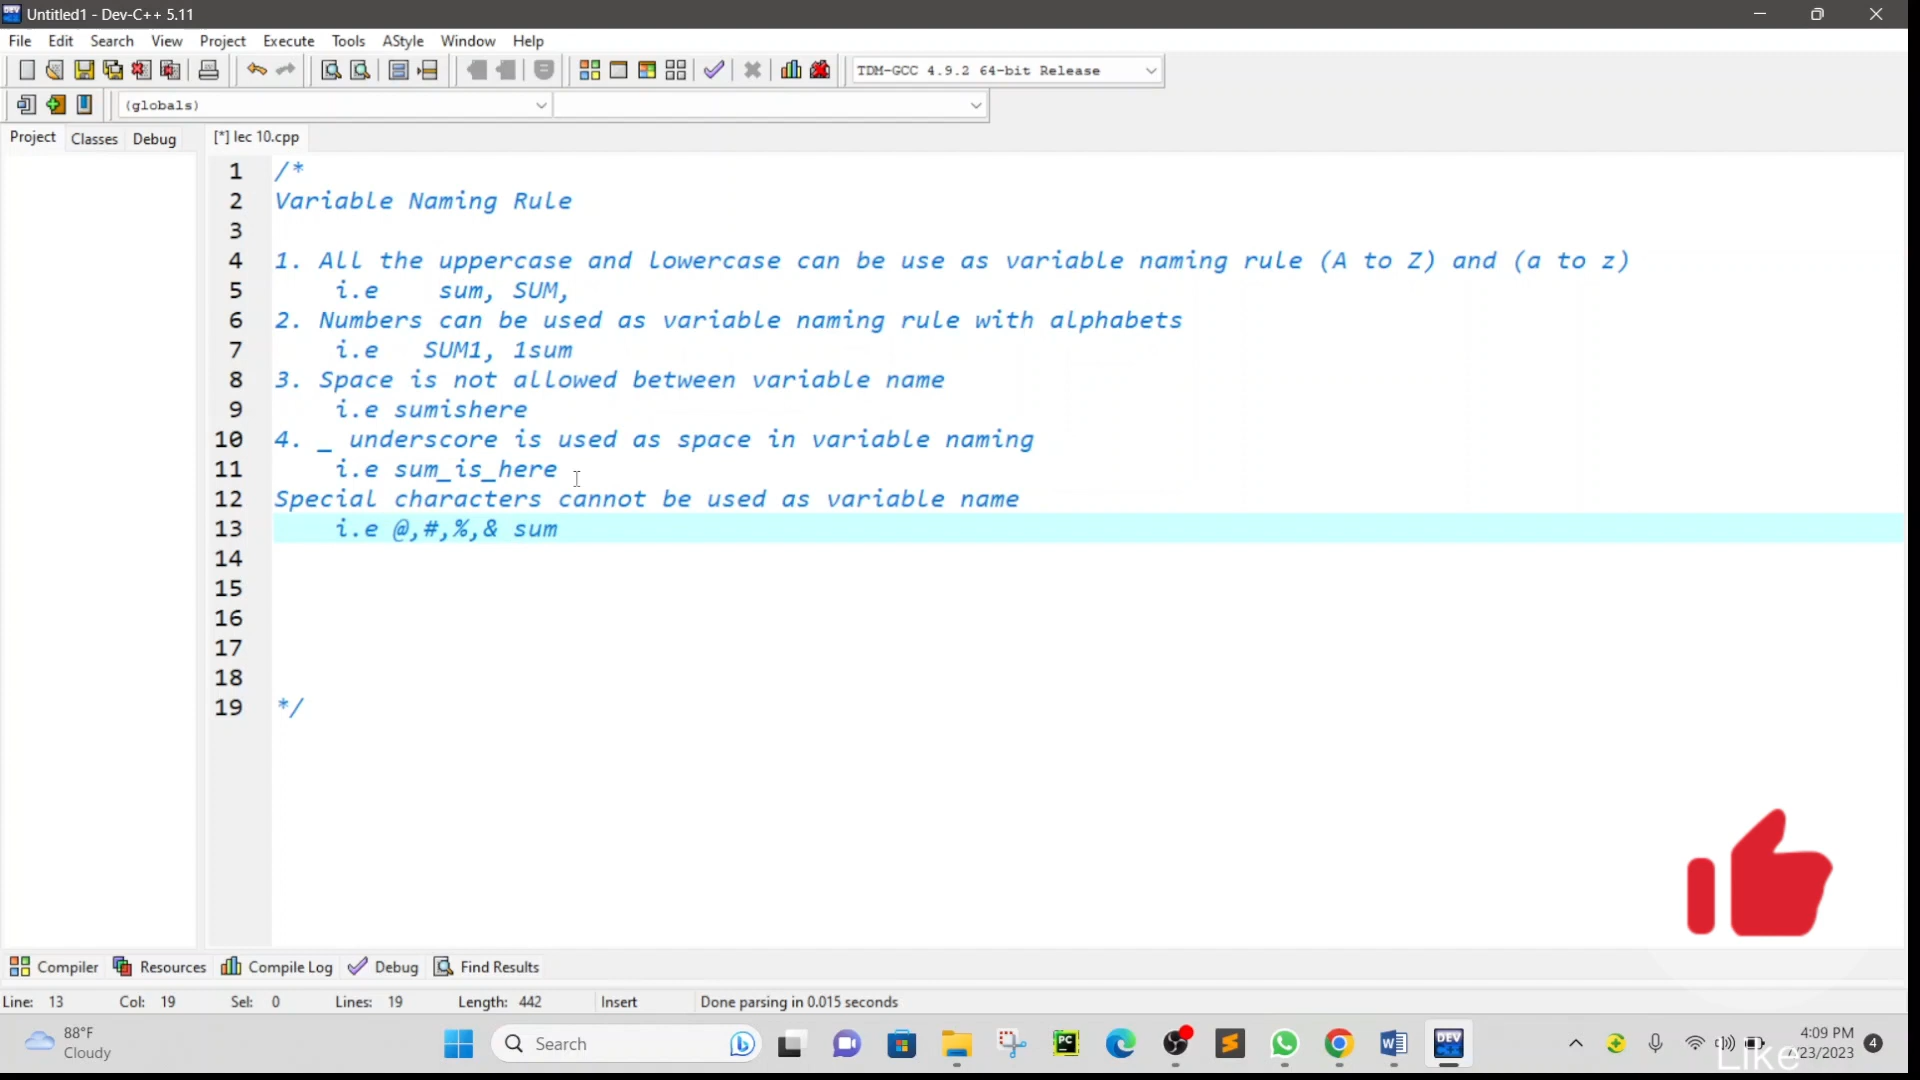 Untitled1 - Dev-C++ 5.11
File Edit Search View Project Execute Tools AStyle Window Help
TDM-GCC 4.9.2 64-bit Release
(globals)
Project Classes Debug [*] lec 10.cpp
1 /*
2 Variable Naming Rule
3
4 1. All the uppercase and lowercase can be use as variable naming rule (A to Z) and (a to z)
5 i.e sum, SUM,
6 2. Numbers can be used as variable naming rule with alphabets
7 i.e SUM1, 1sum
8 3. Space is not allowed between variable name
9 i.e sumishere
10 4. _ underscore is used as space in variable naming
11 i.e sum_is_here
12 Special characters cannot be used as variable name
13 i.e @,#,%,& sum
14
15
16
17
18
19 */
Compiler Resources Compile Log Debug Find Results
Line: 13 Col: 19 Sel: 0 Lines: 19 Length: 442 Insert Done parsing in 0.015 seconds
88°F
Cloudy
Search
PC
DEV
4:09 PM
/23/2023
4
Like